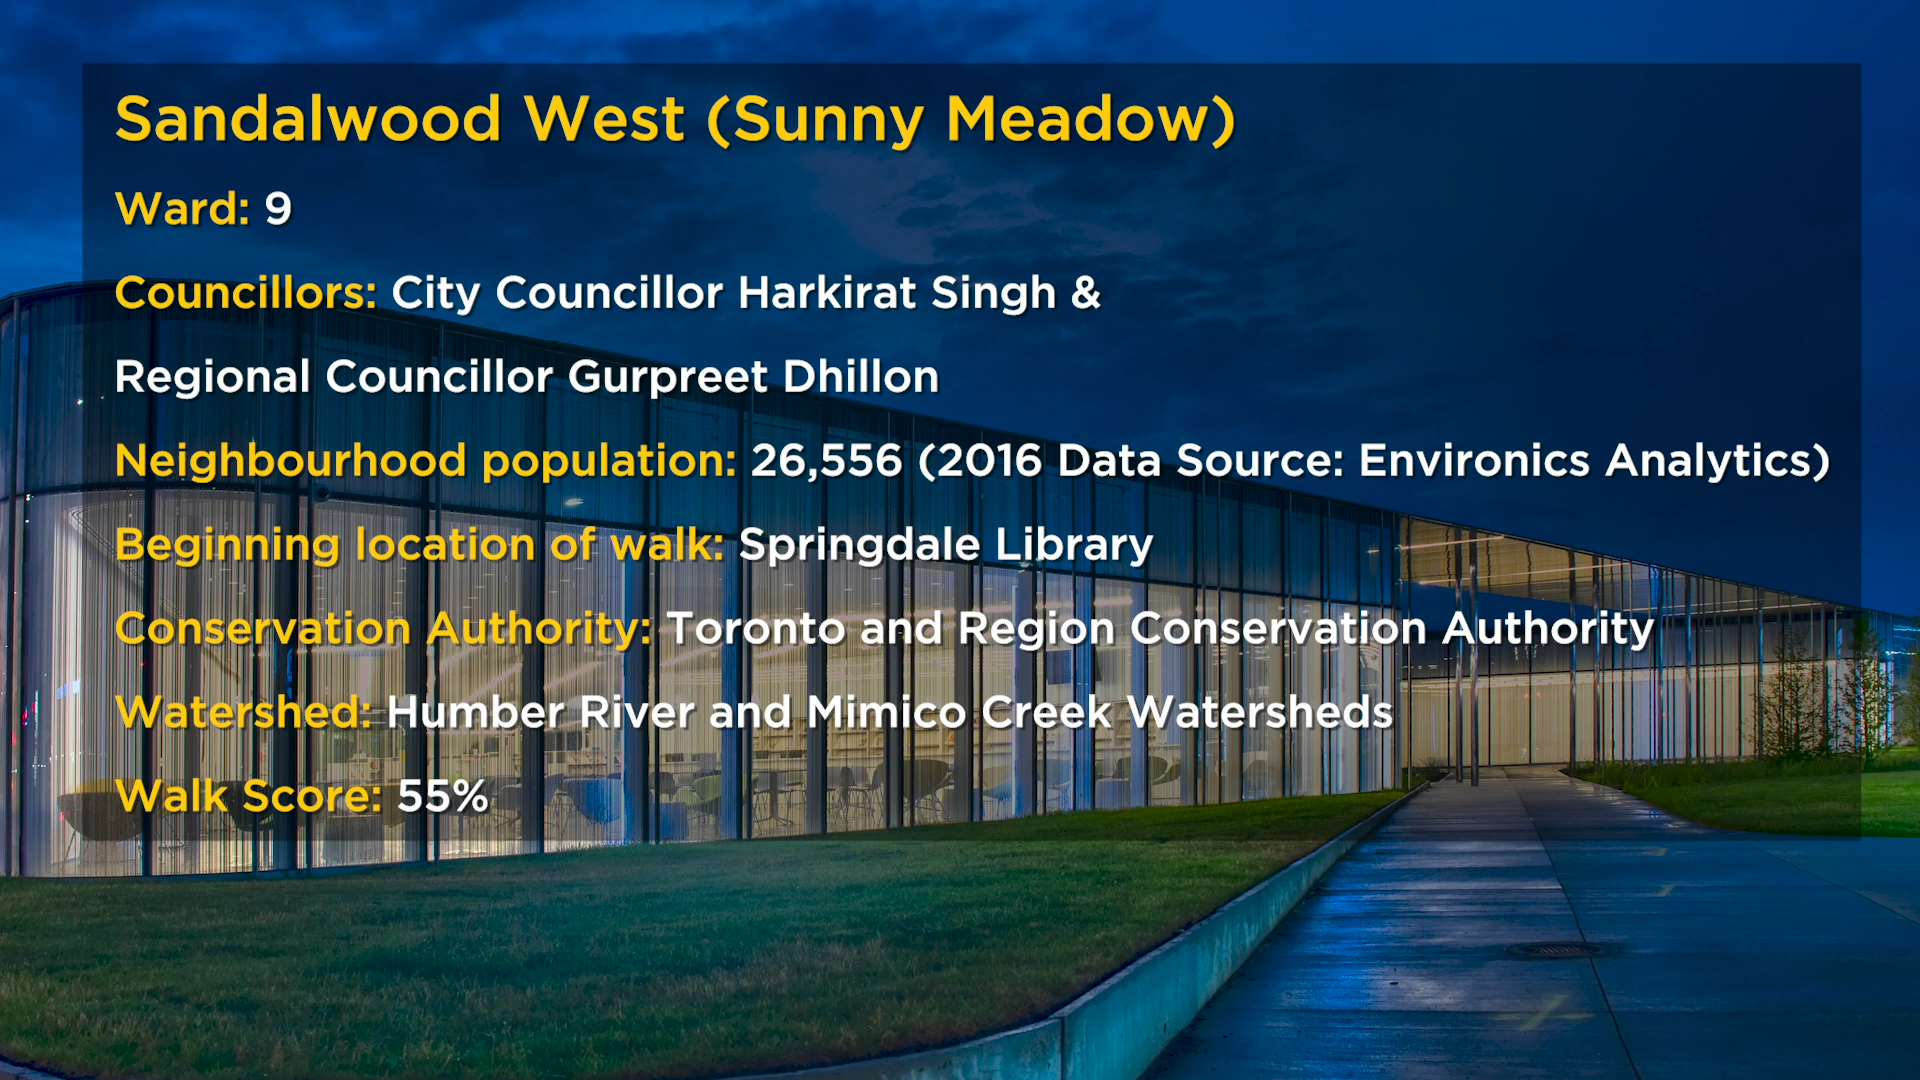 Sandalwood West (Sunny Meadow)
Ward: 9
Councillors: City Councillor Harkirat Singh &
Regional Councillor Gurpreet Dhillon
Neighbourhood population: 26,556 (2016 Data Source: Environics Analytics)
Beginning location of walk: Springdale Library
Conservation Authority: Toronto and Region Conservation Authority
Watershed: Humber River and Mimico Creek Watersheds
Walk Score: 55%